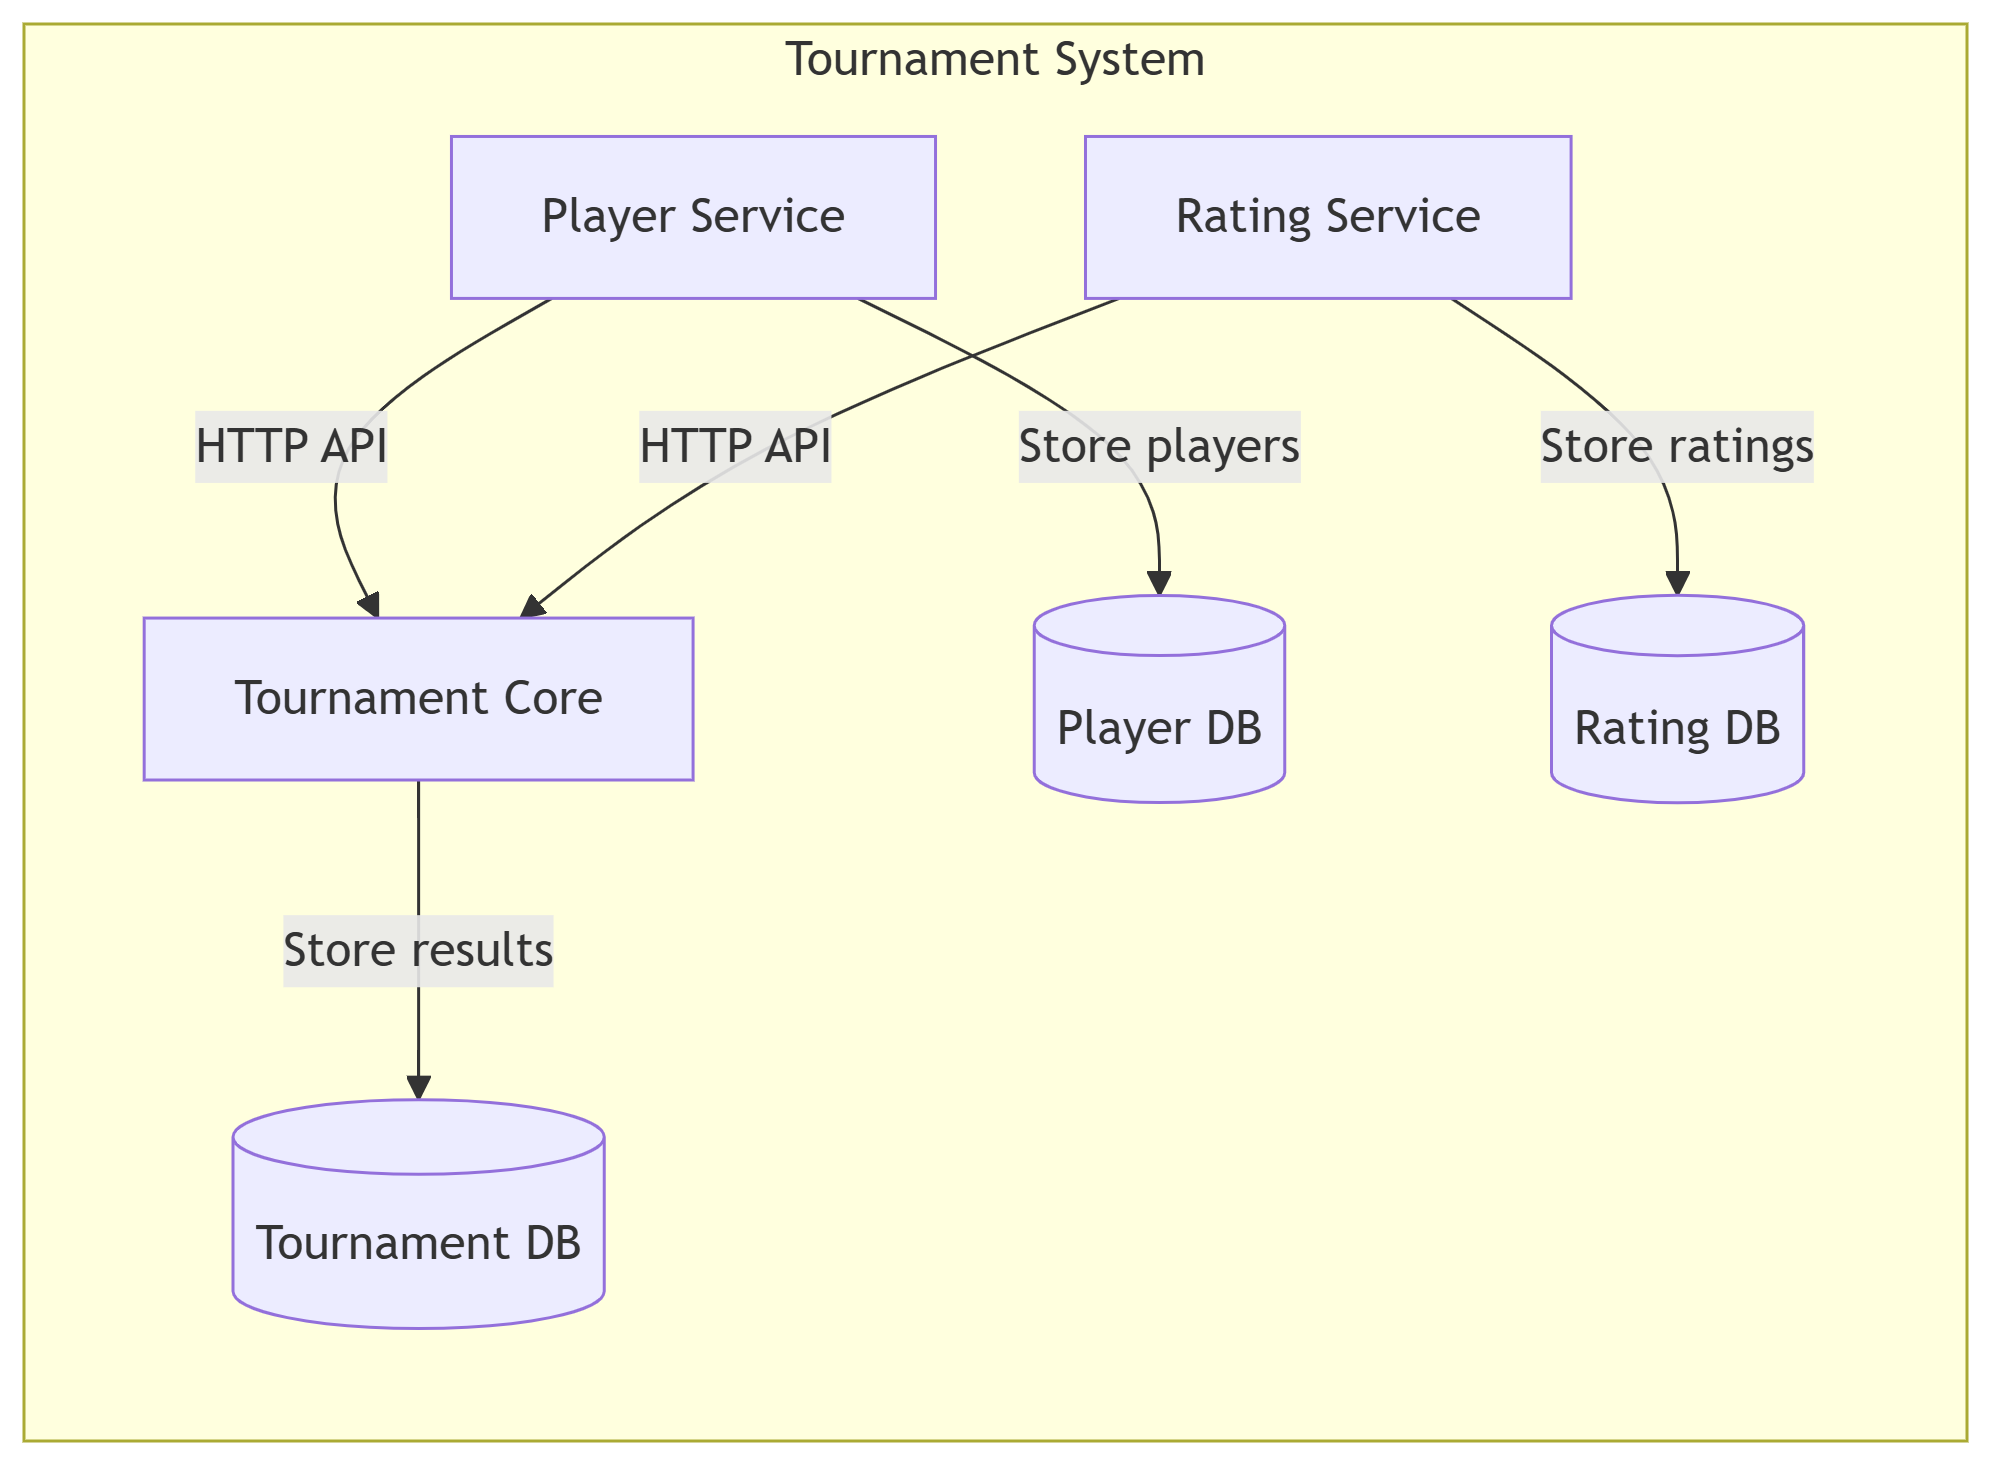 Tournament System
Player Service
Rating Service
HTTP API
HTTP API
Store players
Store ratings
Tournament Core
Player DB
Rating DB
Store results
Tournament DB